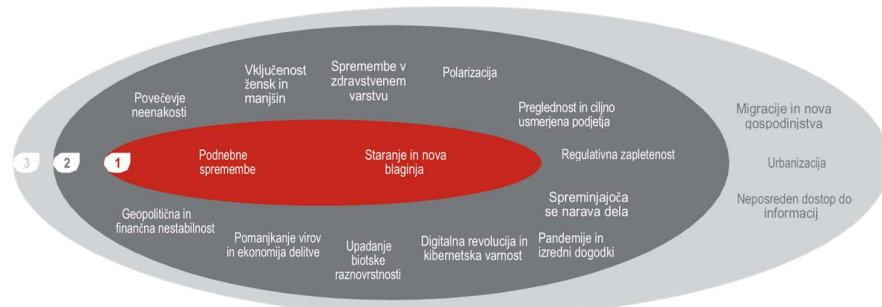 Povečevje
neenakosti
Vključenost
žensk in
manjšin
Spremembe v
zdravstvenem
varstvu
Polarizacija
Preglednost in ciljno
usmerjena podjetja
Migracije in nova
gospodinjstva
3
2
1
Podnebne
spremembe
Staranje in nova
blaginja
Regulativna zapletenost
Urbanizacija
Spreminjajoča
se narava dela
Neposreden dostop do
informacij
Geopolitična in
finančna nestabilnost
Pomanjkanje virov
in ekonomija delitve
Upadanje
biotske
raznovrstnosti
Digitalna revolucija in
kibernetska varnost
Pandemije in
izredni dogodki